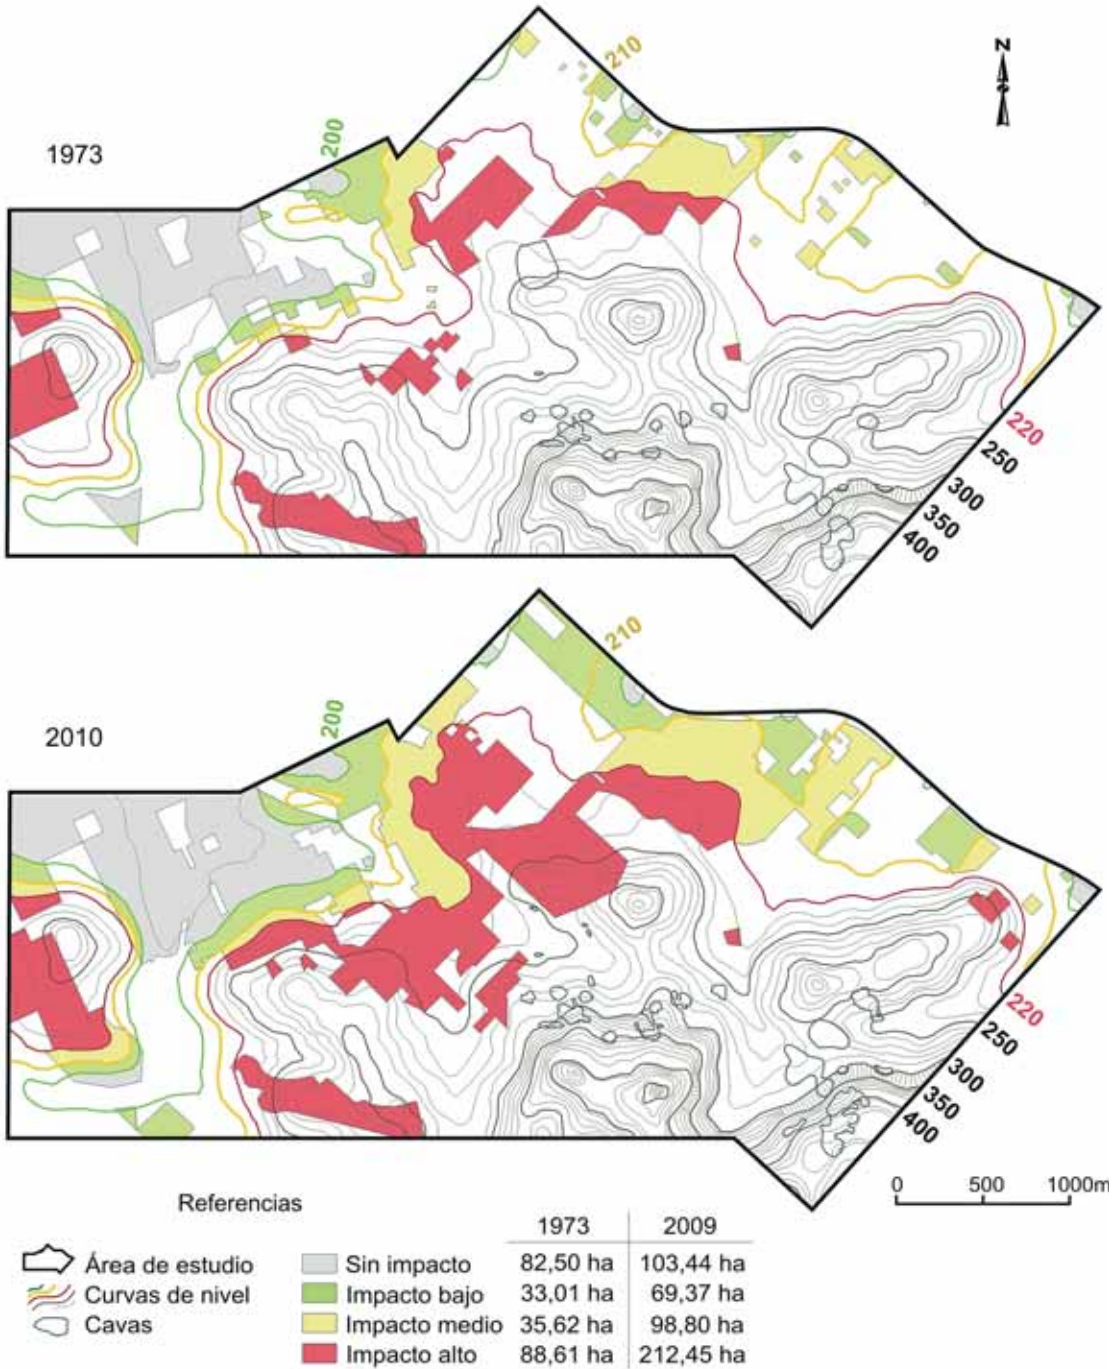 210
N
200
1973
220
250
300
350
400
210
200
2010
220
250
300
350
400
0 500 1000m
Referencias
1973 2009
Área de estudio
Curvas de nivel
Cavas
Sin impacto 82,50 ha 103,44 ha
Impacto bajo 33,01 ha 69,37 ha
Impacto medio 35,62 ha 98,80 ha
Impacto alto 88,61 ha 212,45 ha